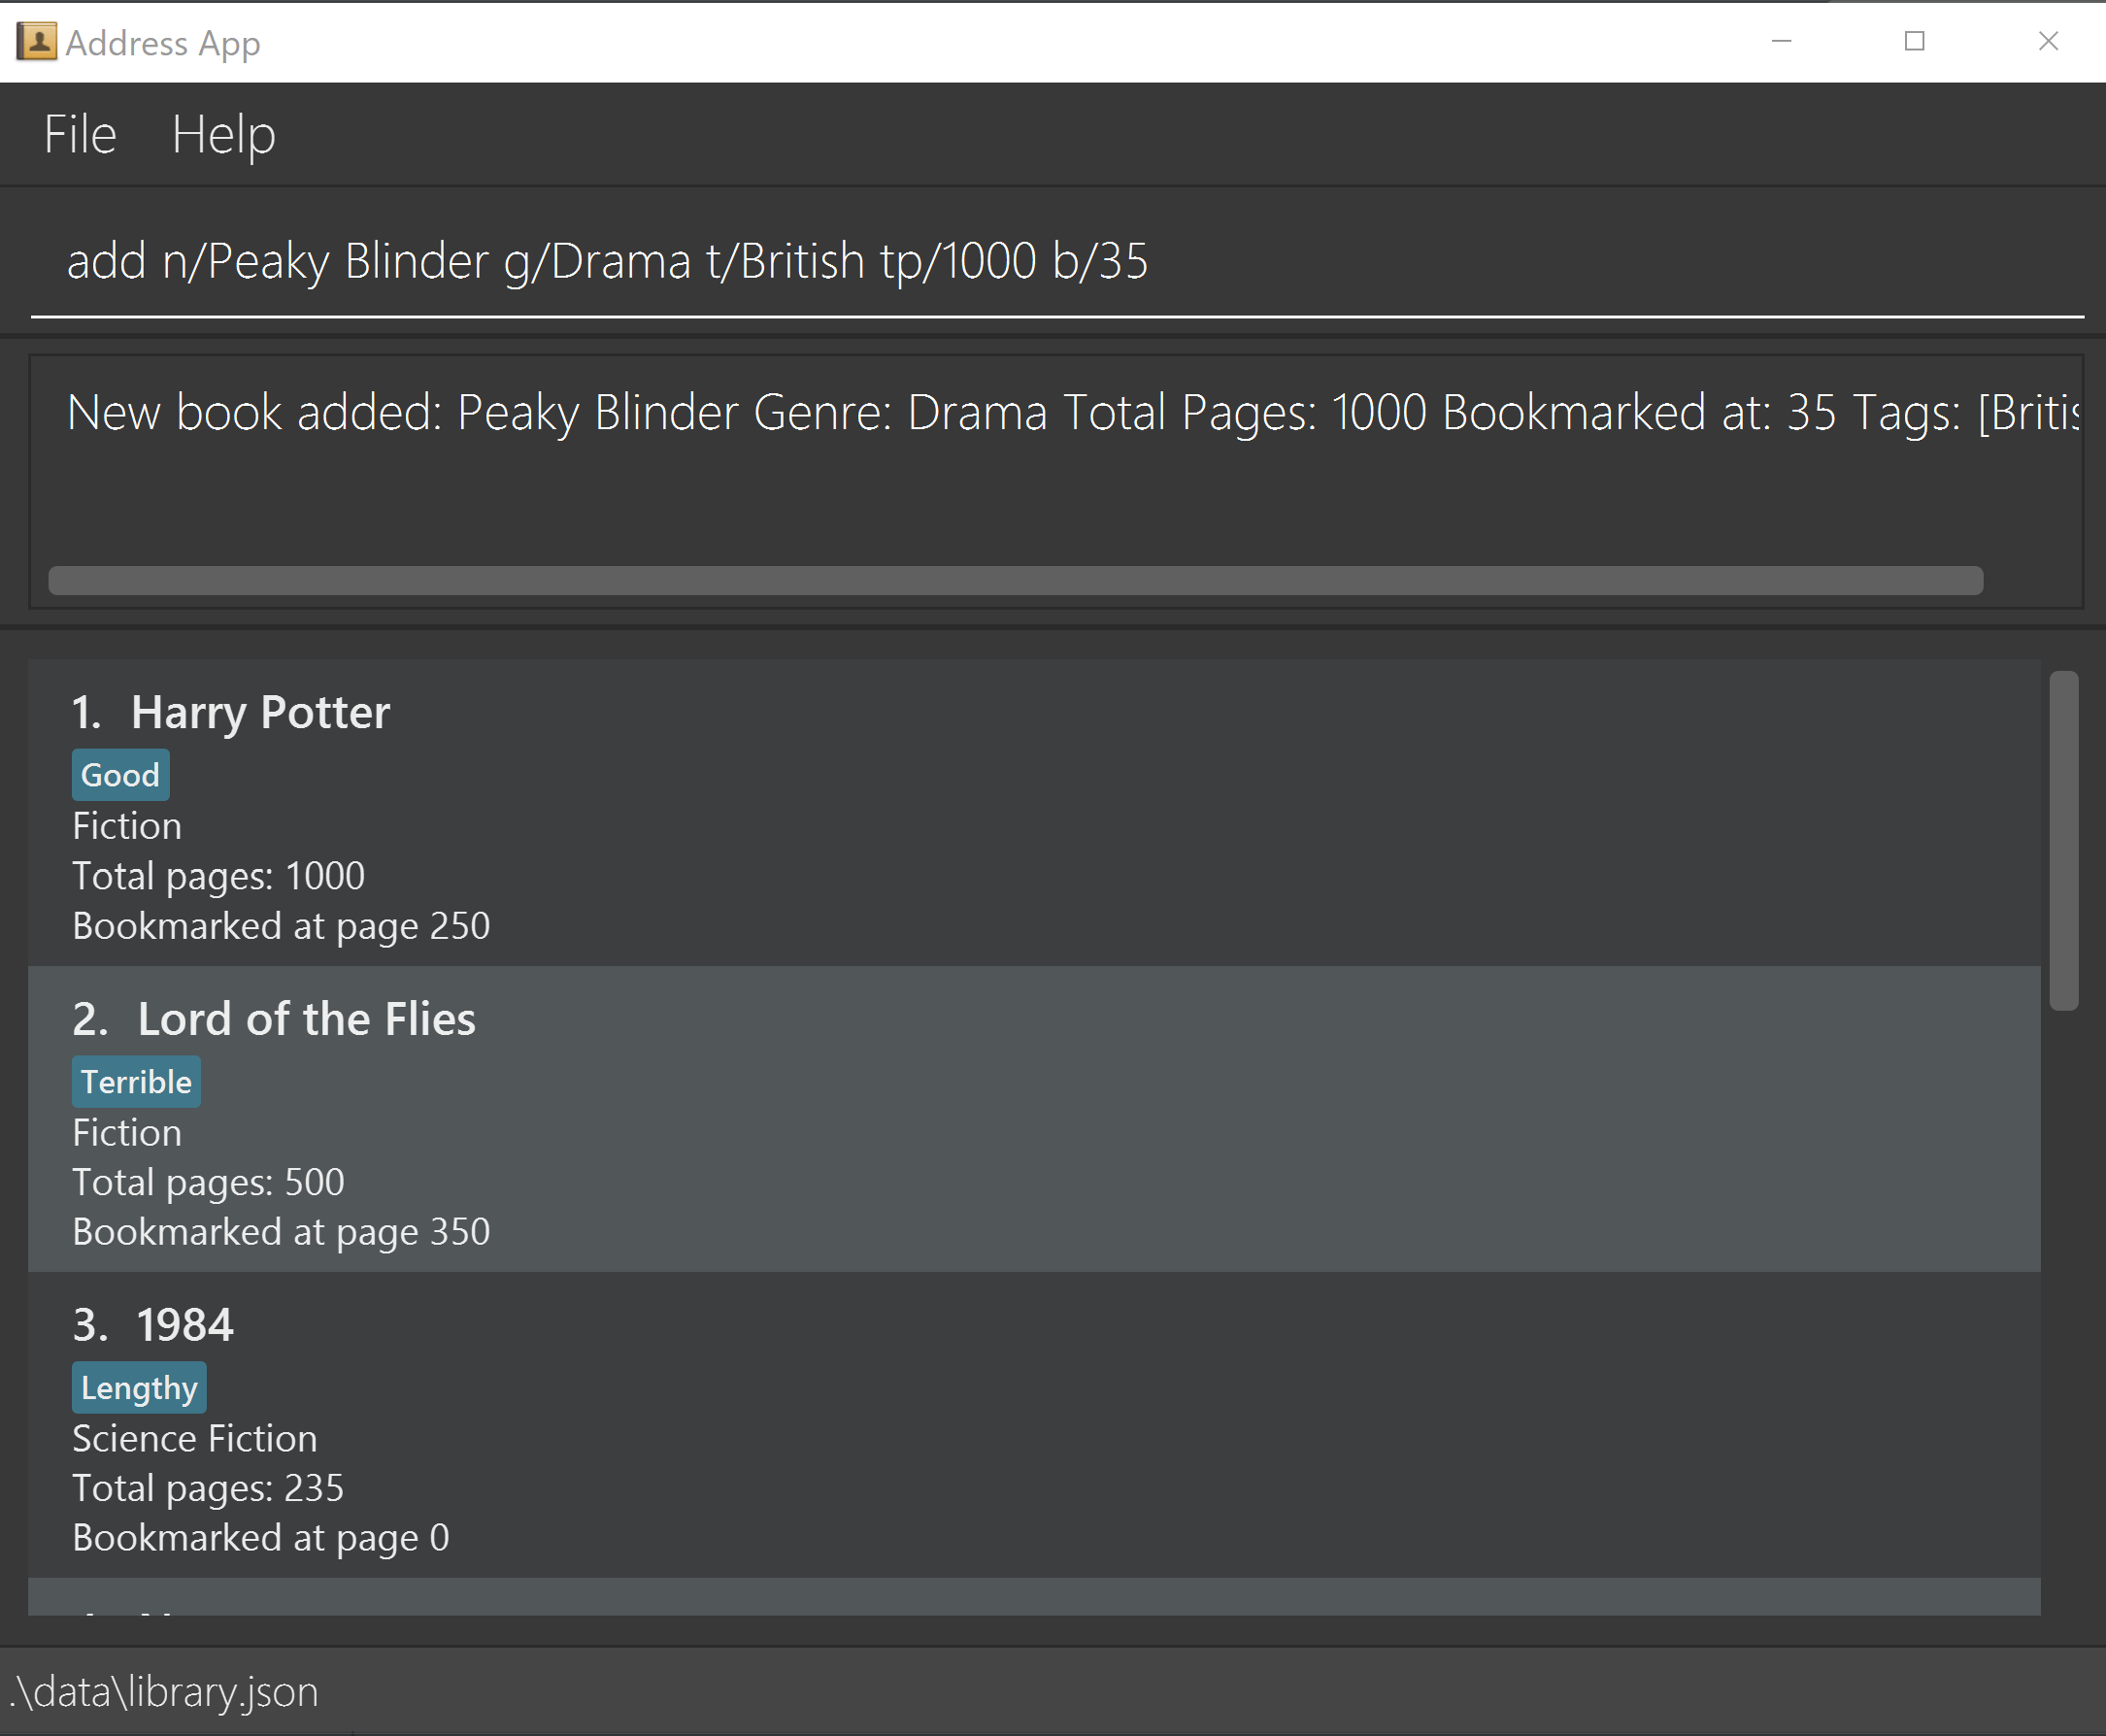 Address App
File Help
add n/Peaky Blinder g/Drama t/British tp/1000 b/35
New book added: Peaky Blinder Genre: Drama Total Pages: 1000 Bookmarked at: 35 Tags: [Britis
1. Harry Potter
Good
Fiction
Total pages: 1000
Bookmarked at page 250
2. Lord of the Flies
Terrible
Fiction
Total pages: 500
Bookmarked at page 350
3. 1984
Lengthy
Science Fiction
Total pages: 235
Bookmarked at page 0
.\data\library.json